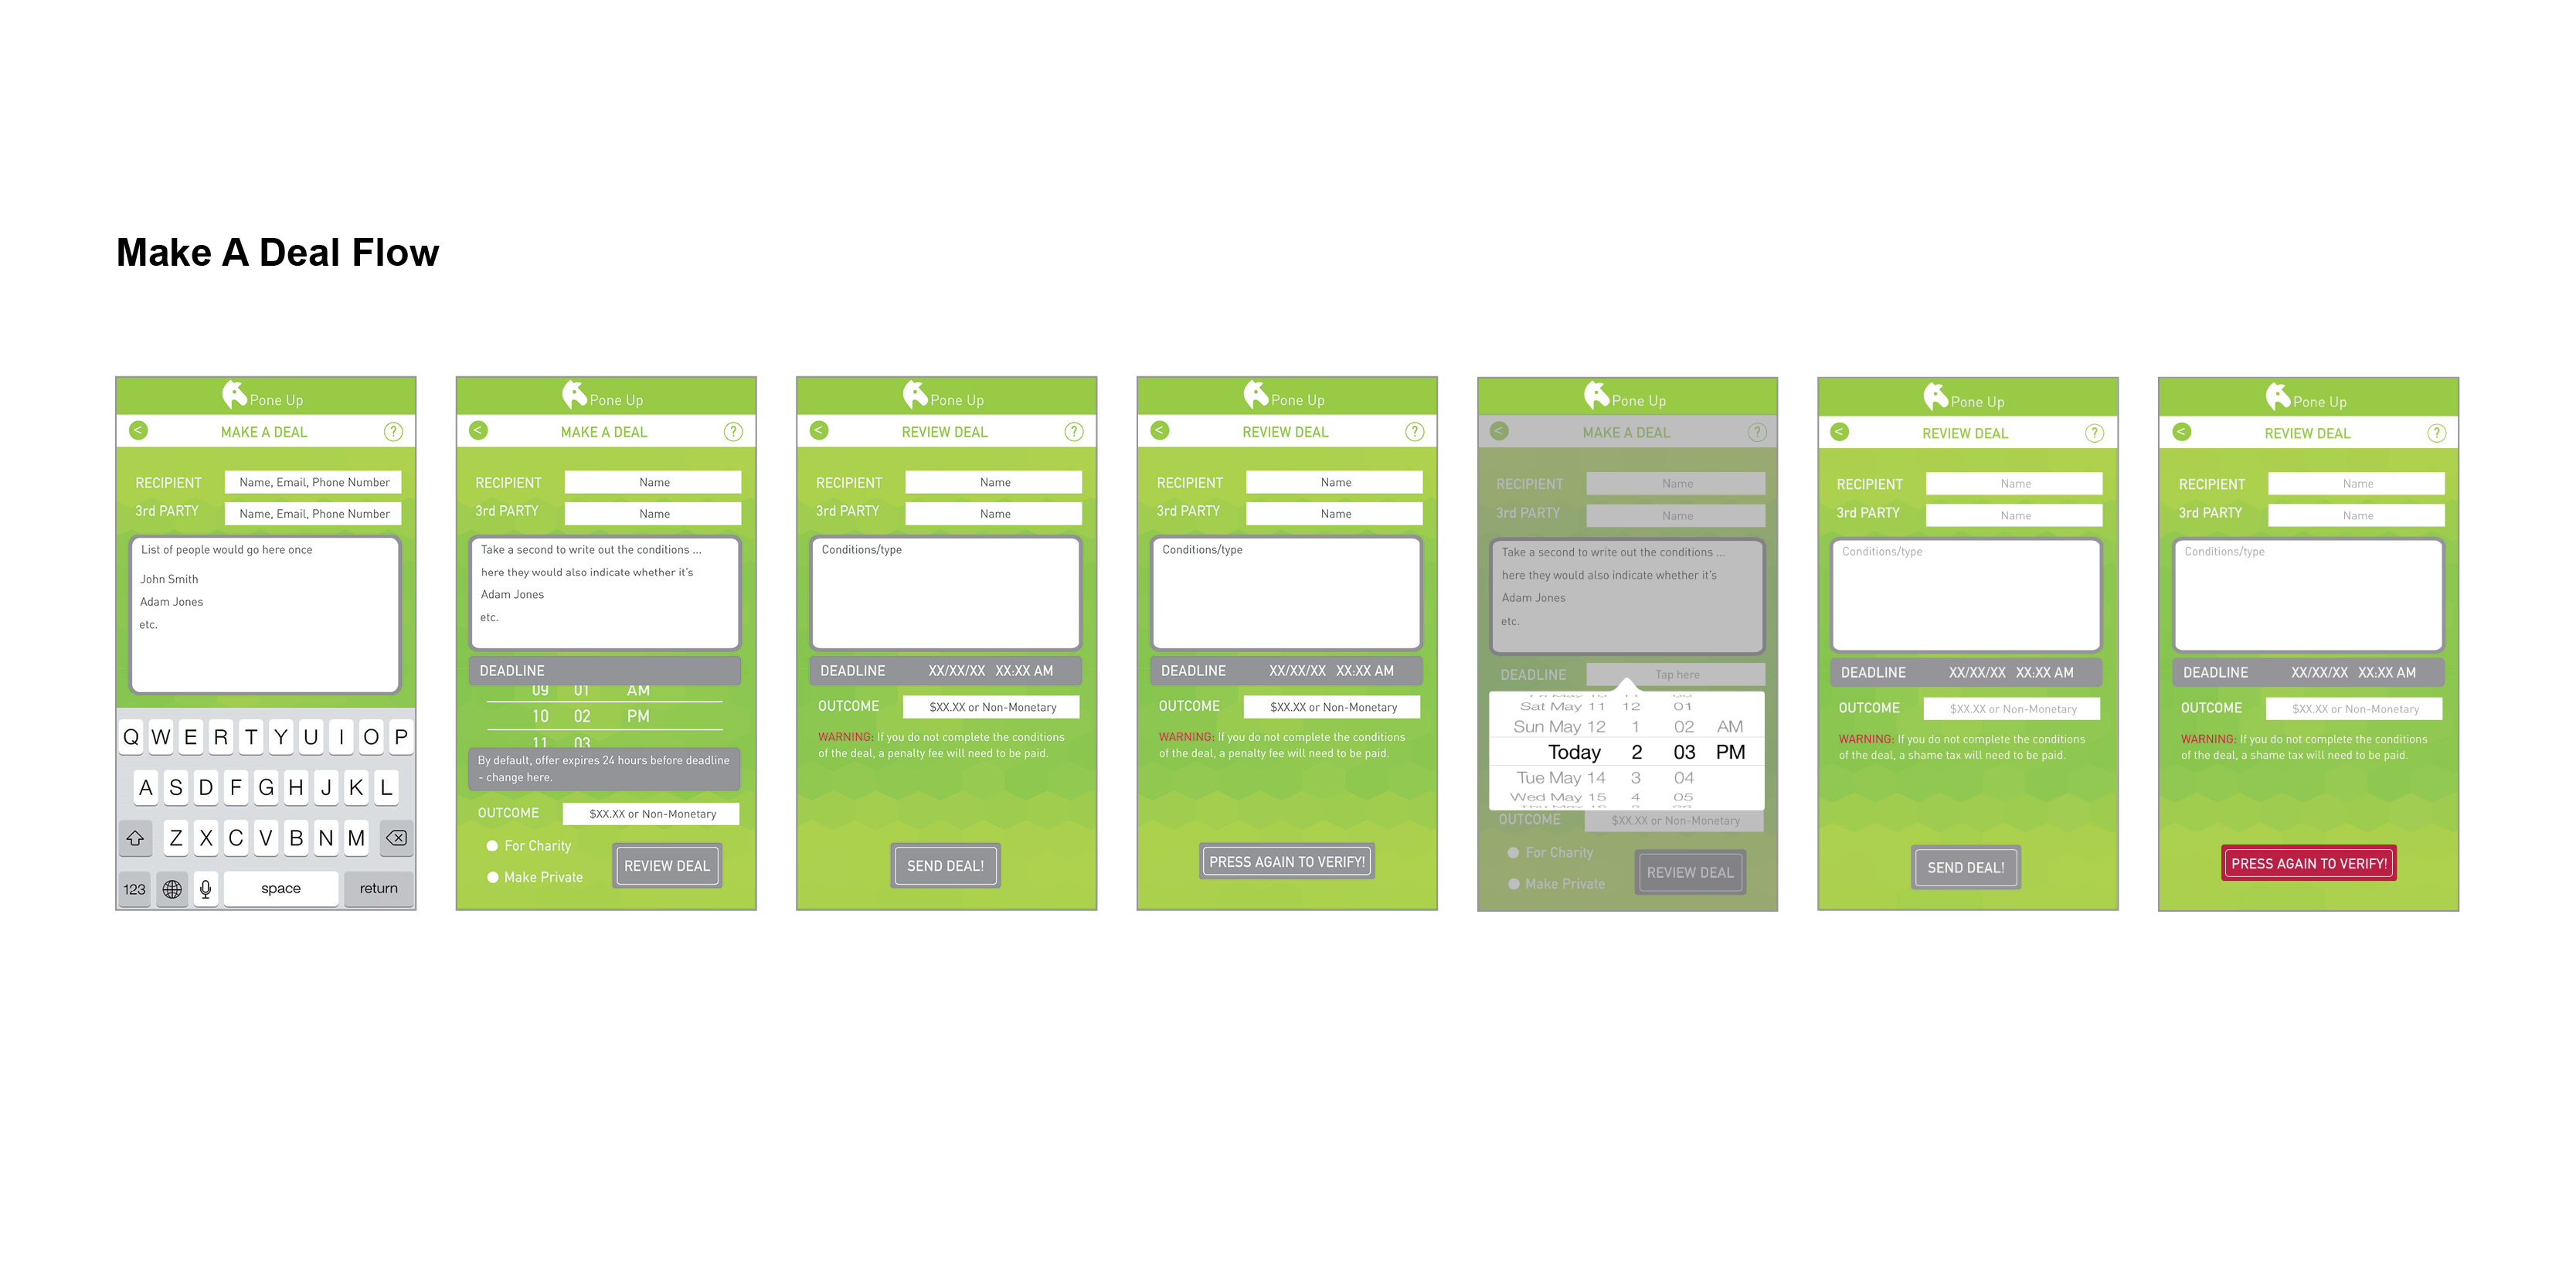 Make A Deal Flow
Pone Up
<
MAKE A DEAL
?
RECIPIENT
Name, Email, Phone Number
3rd PARTY
Name, Email, Phone Number
List of people would go here once
John Smith
Adam Jones
etc.
Q W E R T Y U I O P
A S D F G H J K L
Z X C V B N M
123
space
return
Pone Up
<
MAKE A DEAL
?
RECIPIENT
Name
3rd PARTY
Name
Take a second to write out the conditions ...
here they would also indicate whether it's
Adam Jones
etc.
DEADLINE
09 01 AM
10 02 PM
11 03
By default, offer expires 24 hours before deadline
- change here.
OUTCOME
$XX.XX or Non-Monetary
For Charity
Make Private
REVIEW DEAL
Pone Up
<
REVIEW DEAL
?
RECIPIENT
Name
3rd PARTY
Name
Conditions/type
DEADLINE
XX/XX/XX XX:XX AM
OUTCOME
$XX.XX or Non-Monetary
WARNING: If you do not complete the conditions
of the deal, a penalty fee will need to be paid.
SEND DEAL!
Pone Up
<
REVIEW DEAL
?
RECIPIENT
Name
3rd PARTY
Name
Conditions/type
DEADLINE
XX/XX/XX XX:XX AM
OUTCOME
$XX.XX or Non-Monetary
WARNING: If you do not complete the conditions
of the deal, a penalty fee will need to be paid.
PRESS AGAIN TO VERIFY!
Pone Up
<
MAKE A DEAL
?
RECIPIENT
Name
3rd PARTY
Name
Take a second to write out the conditions ...
here they would also indicate whether it's
Adam Jones
etc.
DEADLINE
Tap here
Sat May 11 12 01
Sun May 12 1 02 AM
Today 2 03 PM
Tue May 14 3 04
Wed May 15 4 05
OUTCOME
$XX.XX or Non-Monetary
For Charity
Make Private
REVIEW DEAL
Pone Up
<
REVIEW DEAL
?
RECIPIENT
Name
3rd PARTY
Name
Conditions/type
DEADLINE
XX/XX/XX XX:XX AM
OUTCOME
$XX.XX or Non-Monetary
WARNING: If you do not complete the conditions
of the deal, a shame tax will need to be paid.
SEND DEAL!
Pone Up
<
REVIEW DEAL
?
RECIPIENT
Name
3rd PARTY
Name
Conditions/type
DEADLINE
XX/XX/XX XX:XX AM
OUTCOME
$XX.XX or Non-Monetary
WARNING: If you do not complete the conditions
of the deal, a shame tax will need to be paid.
PRESS AGAIN TO VERIFY!